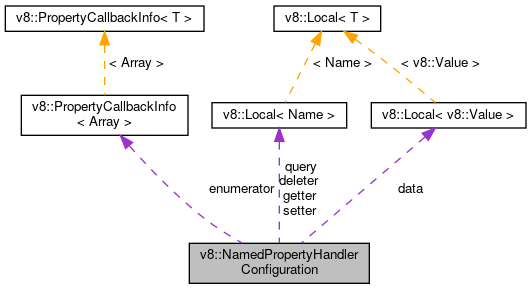 v8::PropertyCallbackInfo< T >
v8::Local< T >
< Array >
< Name >
< v8::Value >
v8::PropertyCallbackInfo
< Array >
v8::Local< Name >
v8::Local< v8::Value >
enumerator
query
deleter
getter
setter
data
v8::NamedPropertyHandler
Configuration